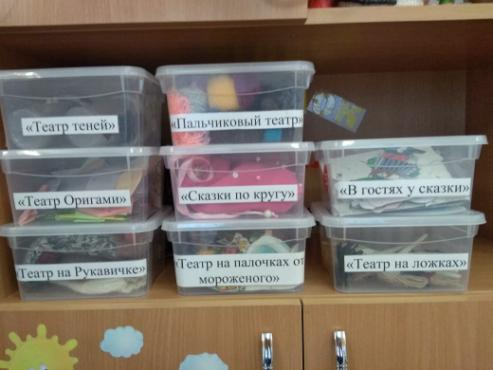 «Театр теней»
«Пальчиковый театр»
«Театр Оригами»
«Сказки по кругу»
«В гостях у сказки»
«Театр на Рукавичке»
«Театр на палочках от
мороженого»
«Театр на ложках»